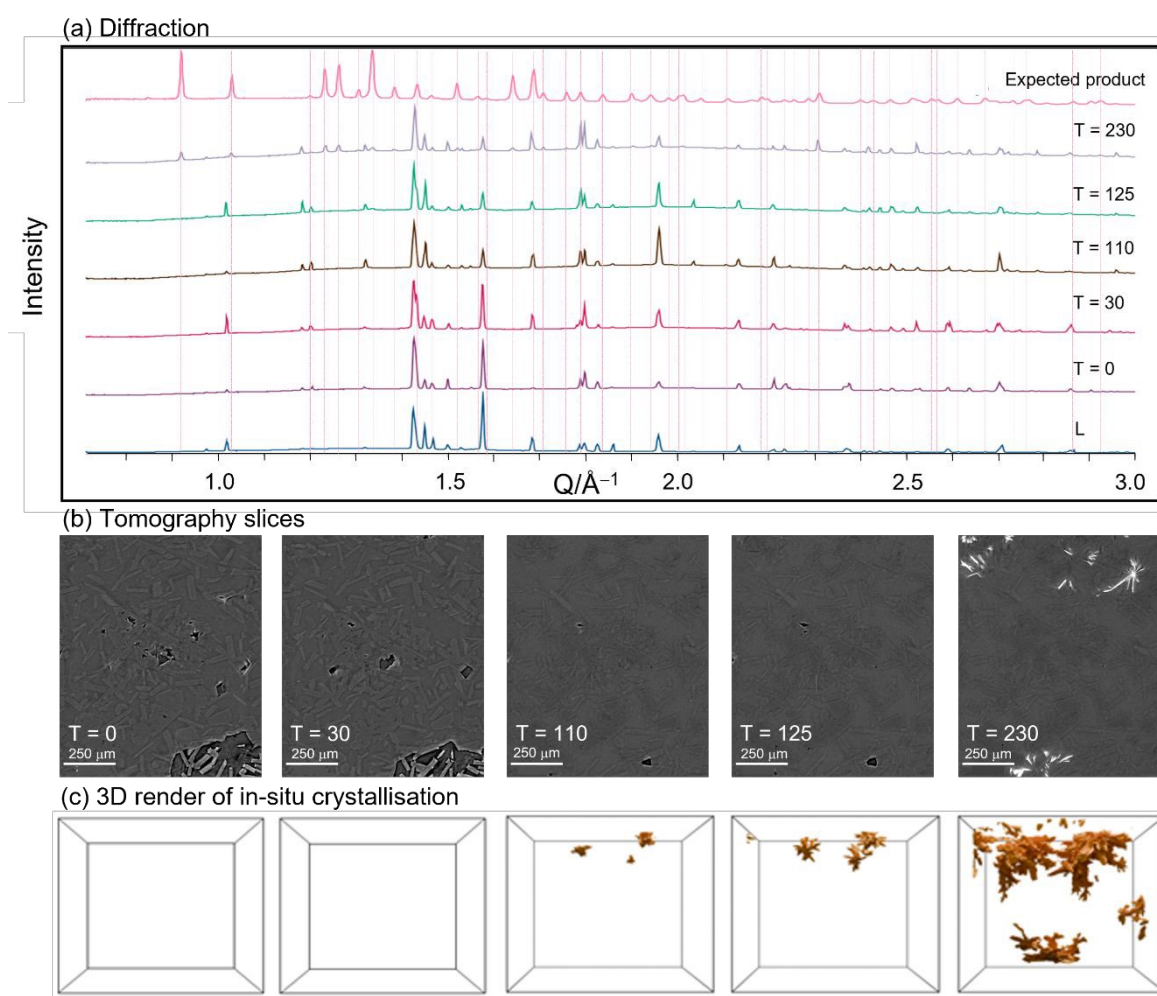 (a) Diffraction
Expected product
T = 230
T = 125
T = 110
T = 30
T = 0
L
Intensity
1.0 1.5 2.0 2.5 3.0
Q/Å⁻¹
(b) Tomography slices
T = 0 T = 30 T = 110 T = 125 T = 230
250 μm 250 μm 250 μm 250 μm 250 μm
(c) 3D render of in-situ crystallisation